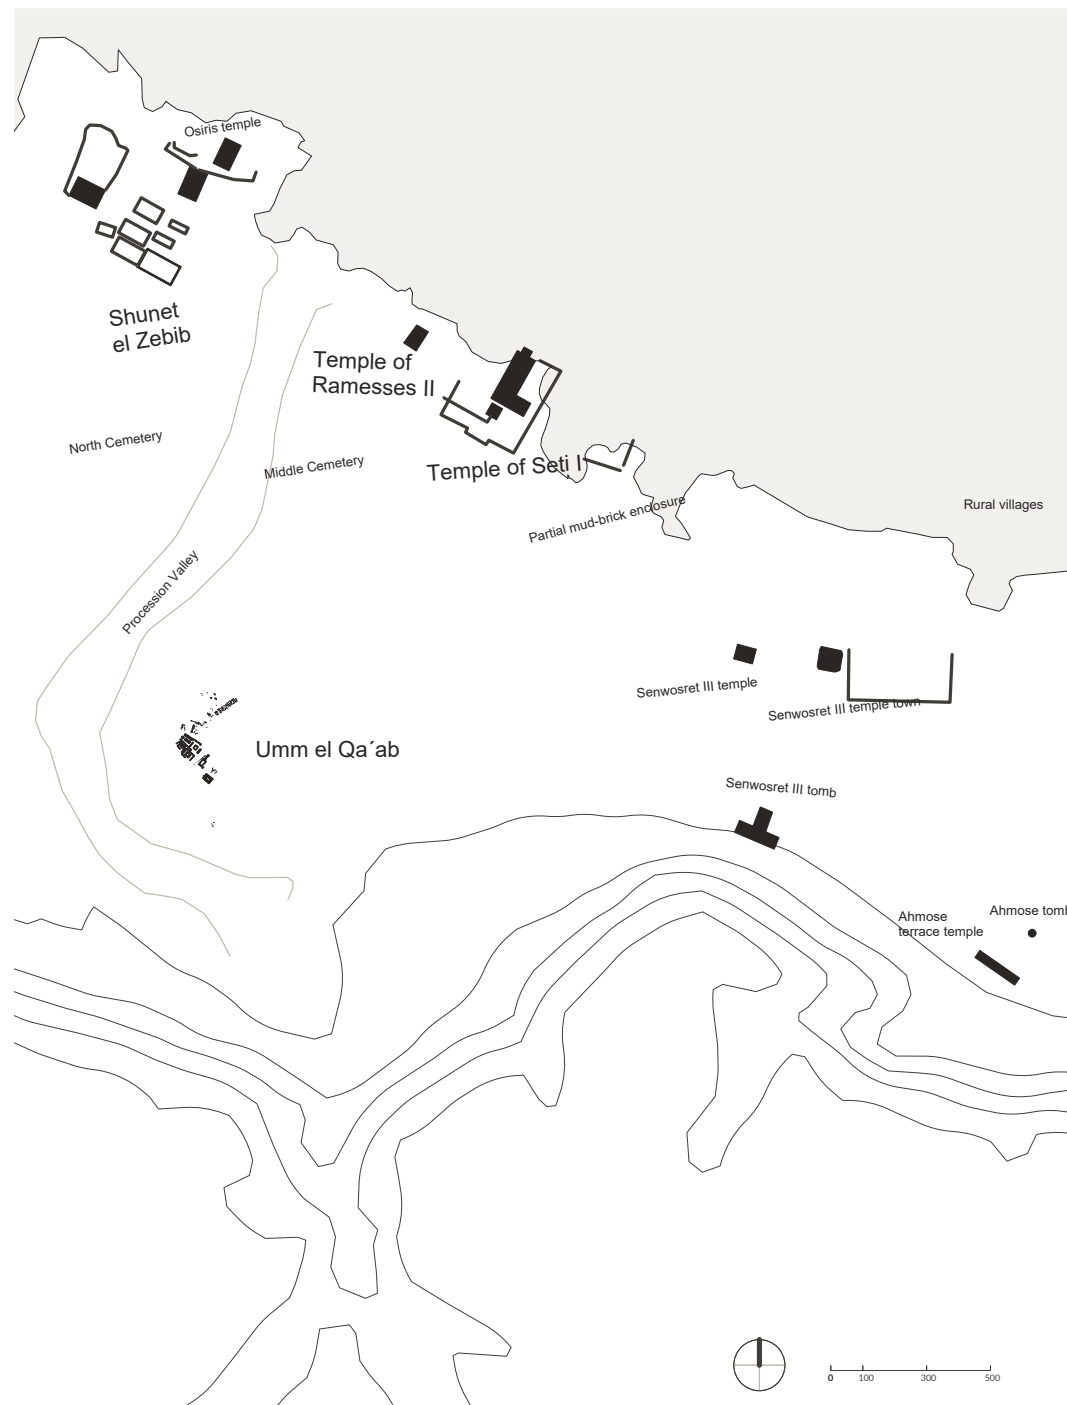 Osiris temple
Shunet
el Zebib
Temple of
Ramesses II
North Cemetery
Middle Cemetery
Temple of Seti I
Partial mud-brick enclosure
Rural villages
Procession Valley
Senwosret III temple
Senwosret III temple town
Umm el Qa´ab
Senwosret III tomb
Ahmose
terrace temple
Ahmose tomb
0 100 300 500